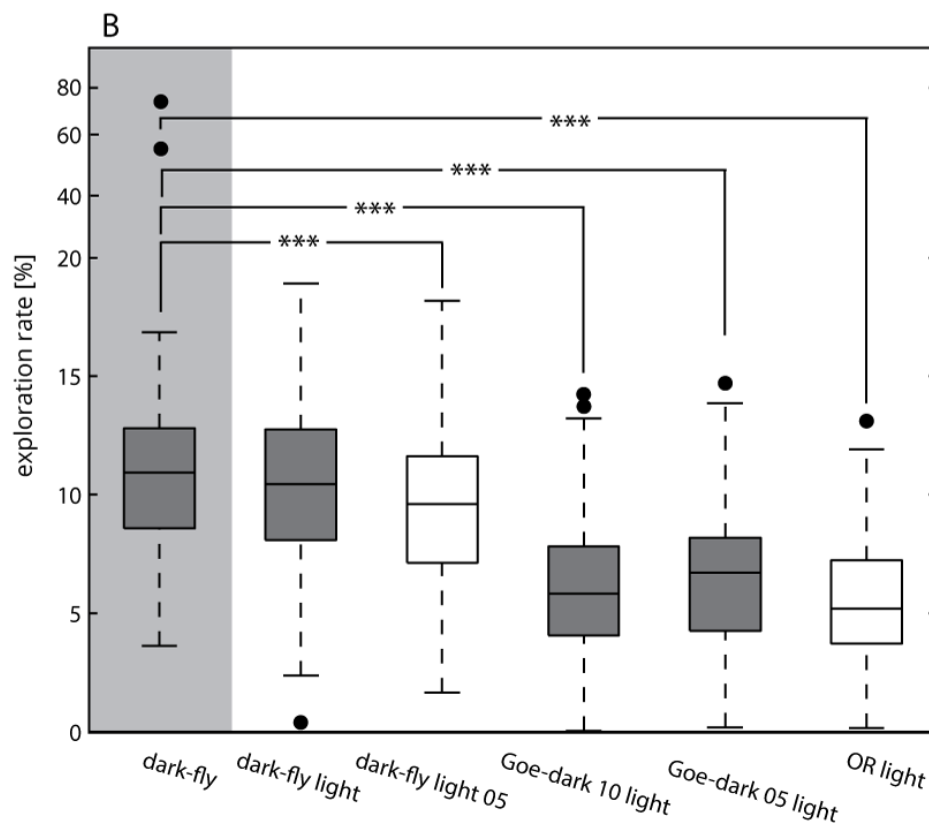 B
exploration rate [%]
80
60
40
20
15
10
5
0
***
***
***
***
dark-fly
dark-fly light
dark-fly light 05
Goe-dark 10 light
Goe-dark 05 light
OR light